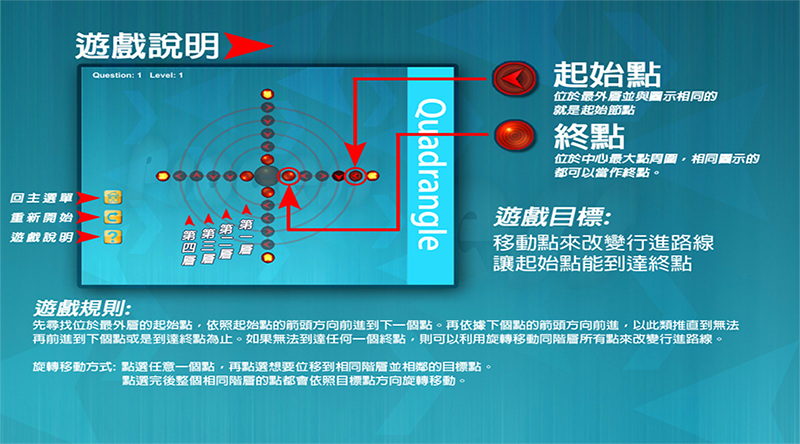 遊戲說明
Question: 1 Level: 1
Quadrangle
起始點
位於最外層並與圖示相同的
就是起始節點
終點
位於中心最大點周圍，相同圖示的
都可以當作終點。
回主選單
重新開始
遊戲說明
第四層
第三層
第二層
第一層
遊戲目標:
移動點來改變行進路線
讓起始點能到達終點
遊戲規則:
先尋找位於最外層的起始點，依照起始點的箭頭方向前進到下一個點。再依據下個點的箭頭方向前進，以此類推直到無法
再前進到下個點或是到達終點為止。如果無法到達任何一個終點，則可以利用旋轉移動同階層所有點來改變行進路線。
旋轉移動方式: 點選任意一個點，再點選想要位移到相同階層並相鄰的目標點。
點選完後整個相同階層的點都會依照目標點方向旋轉移動。